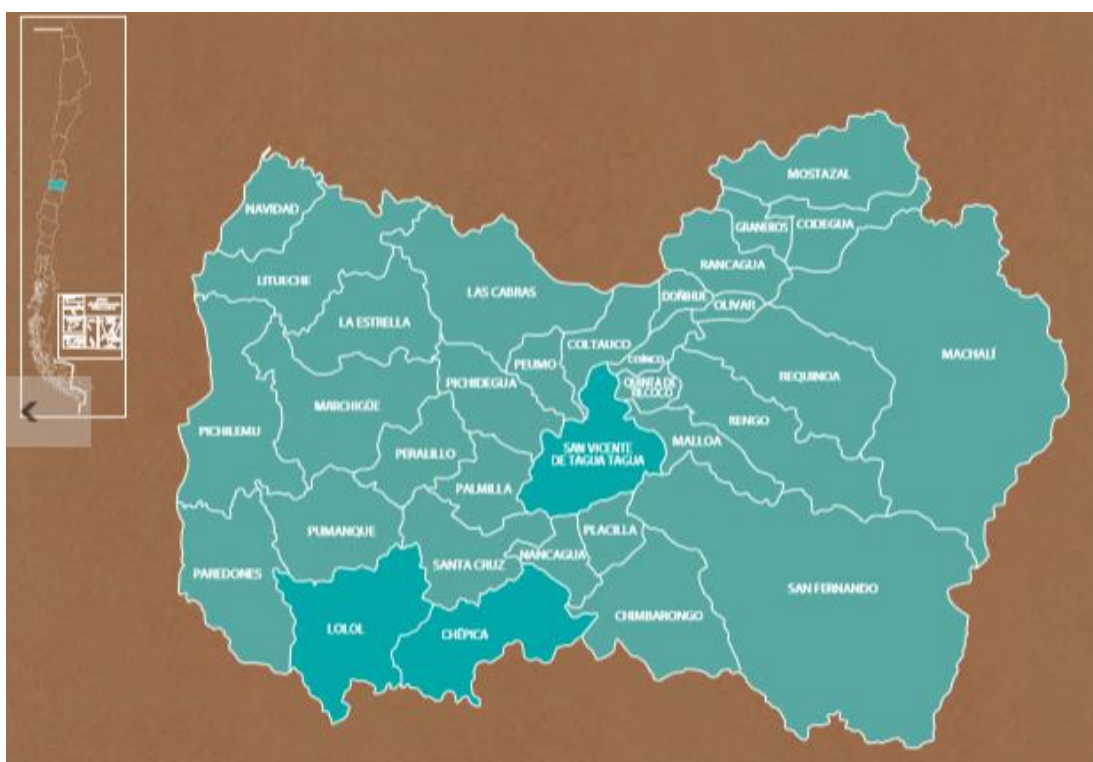 MOSTAZAL
NAVIDAD
GRANEROS
CODEGUA
RANCAGUA
LITUECHE
LAS CABRAS
DOÑIHUE
OLIVAR
LA ESTRELLA
COLTAUCO
MACHALÍ
COÍNCO
PEUMO
REQUINOA
PICHIDEGUA
QUINTA DE
TILCOCO
MARCHIGÜE
RENGO
PICHILEMU
MALLOA
SAN VICENTE
DE TAGUA TAGUA
PERALILLO
PALMILLA
PUMANQUE
PLACILLA
NANCAGUA
SANTA CRUZ
PAREDONES
SAN FERNANDO
CHIMBARONGO
LOLOL
CHÉPICA